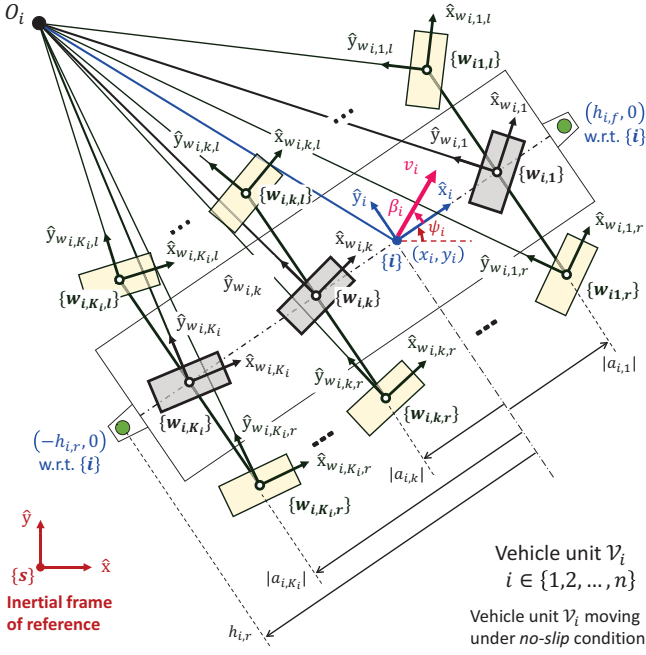 O_i
x̂_{w_{i,1,l}}
ŷ_{w_{i,1,l}}
{w_{i1,l}}
x̂_{w_{i,1}}
(h_{i,f}, 0)
w.r.t. {i}
ŷ_{w_{i,1}}
{w_{i,1}}
x̂_{w_{i,k,l}}
ŷ_{w_{i,k,l}}
{w_{i,k,l}}
v_i
x̂_i
β_i
ŷ_i
ψ_i
{i}
(x_i, y_i)
x̂_{w_{i,1,r}}
ŷ_{w_{i,1,r}}
{w_{i1,r}}
ŷ_{w_{i,K_i,l}}
x̂_{w_{i,K_i,l}}
{w_{i,K_i,l}}
x̂_{w_{i,k}}
ŷ_{w_{i,k}}
{w_{i,k}}
ŷ_{w_{i,K_i}}
x̂_{w_{i,K_i}}
{w_{i,K_i}}
x̂_{w_{i,k,r}}
ŷ_{w_{i,k,r}}
{w_{i,k,r}}
|a_{i,1}|
(−h_{i,r}, 0)
w.r.t. {i}
ŷ_{w_{i,K_i,r}}
x̂_{w_{i,K_i,r}}
{w_{i,K_i,r}}
|a_{i,k}|
ŷ
x̂
{s}
Inertial frame
of reference
|a_{i,K_i}|
h_{i,r}
Vehicle unit 𝒱_i
i ∈ {1,2, … , n}
Vehicle unit 𝒱_i moving
under no-slip condition